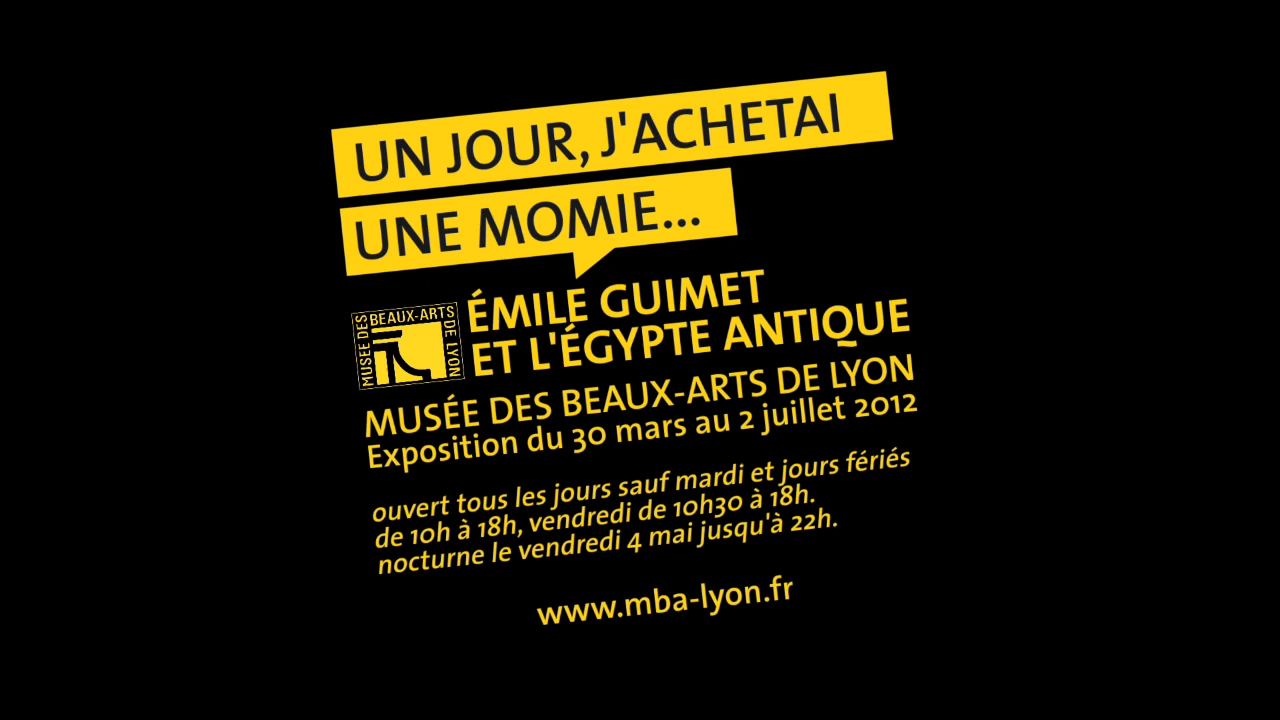 UN JOUR, J'ACHETAI
UNE MOMIE...
MUSEE DES BEAUX-ARTS DE LYON
ÉMILE GUIMET
ET L'ÉGYPTE ANTIQUE
MUSÉE DES BEAUX-ARTS DE LYON
Exposition du 30 mars au 2 juillet 2012
ouvert tous les jours sauf mardi et jours fériés
de 10h à 18h, vendredi de 10h30 à 18h.
nocturne le vendredi 4 mai jusqu'à 22h.
www.mba-lyon.fr